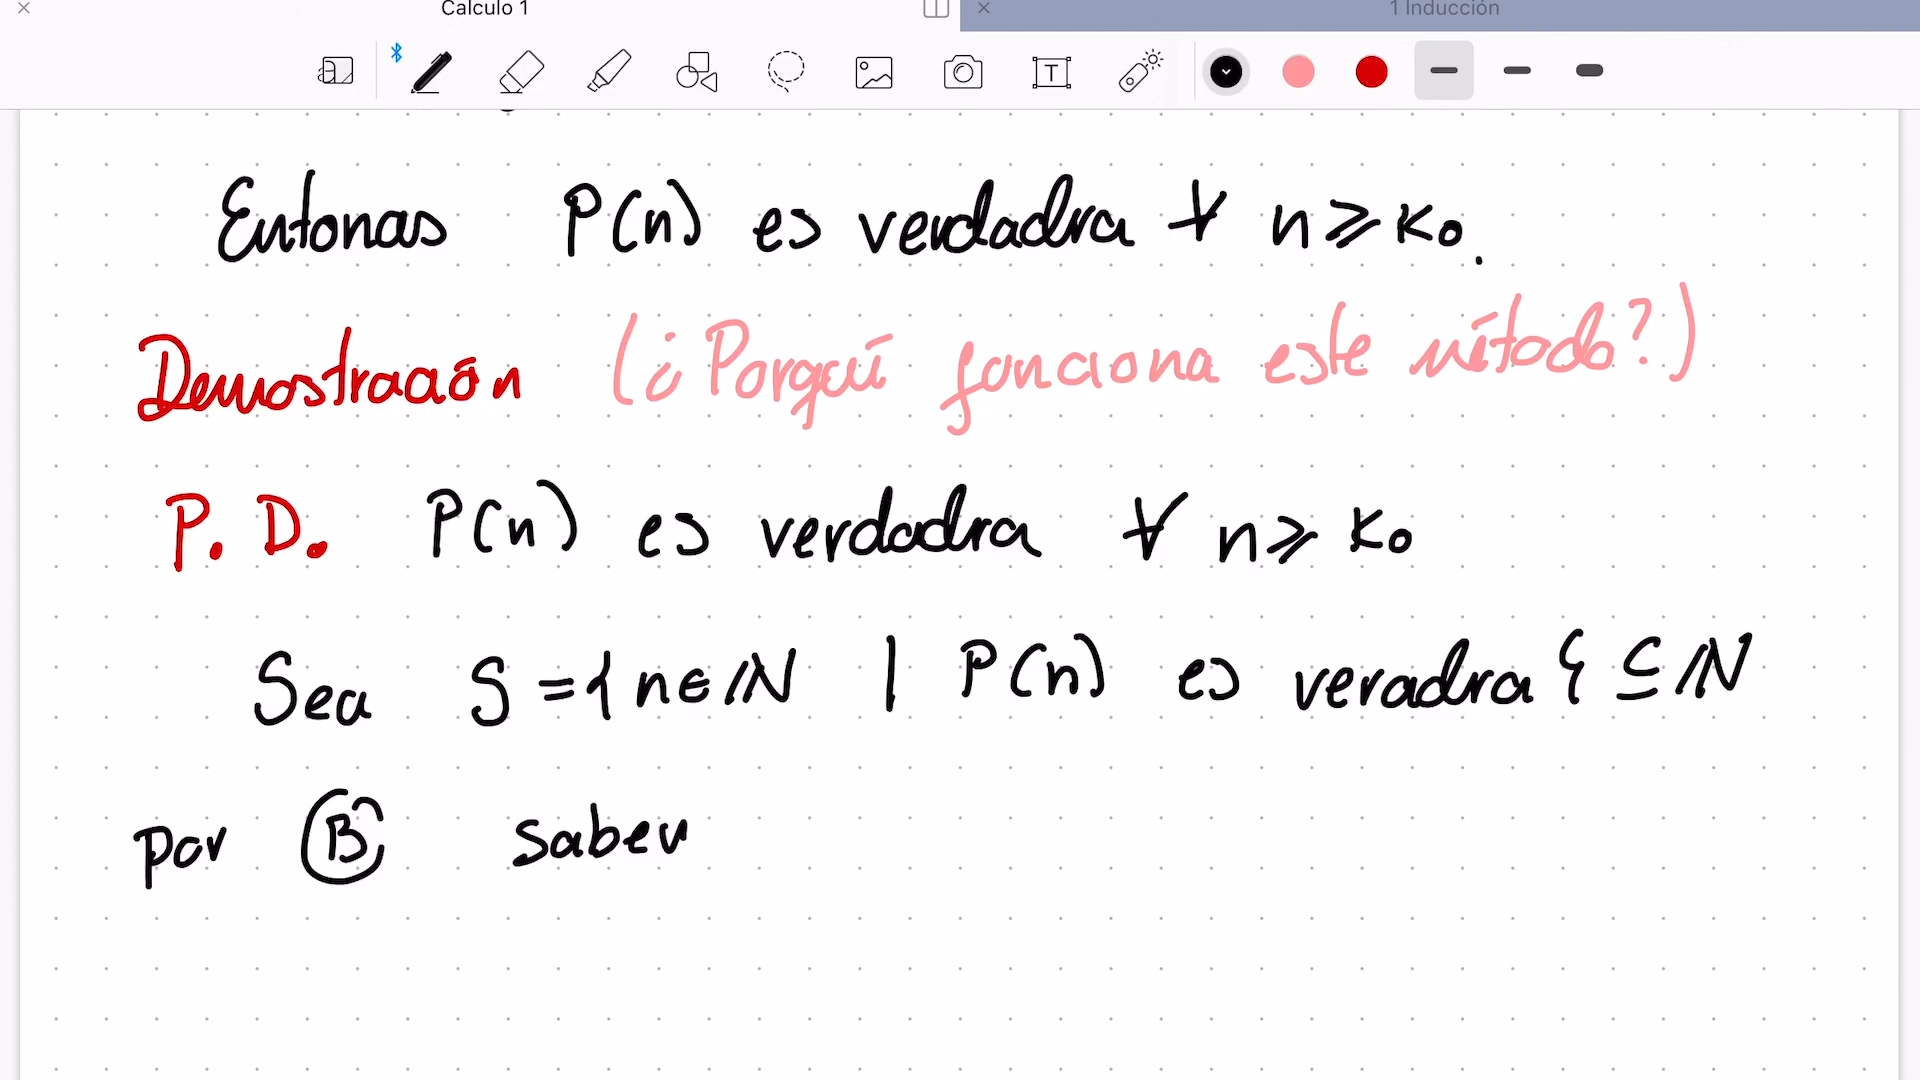 Calculo 1
1 Inducción
Entonces P(n) es verdadra ∀ n ⩾ k₀.
Demostración (¿Porqué funciona este método?)
P. D. P(n) es verdadra ∀ n ⩾ k₀
Sea S = { n ∈ ℕ | P(n) es veradra } ⊆ ℕ
por Ⓑ sabem